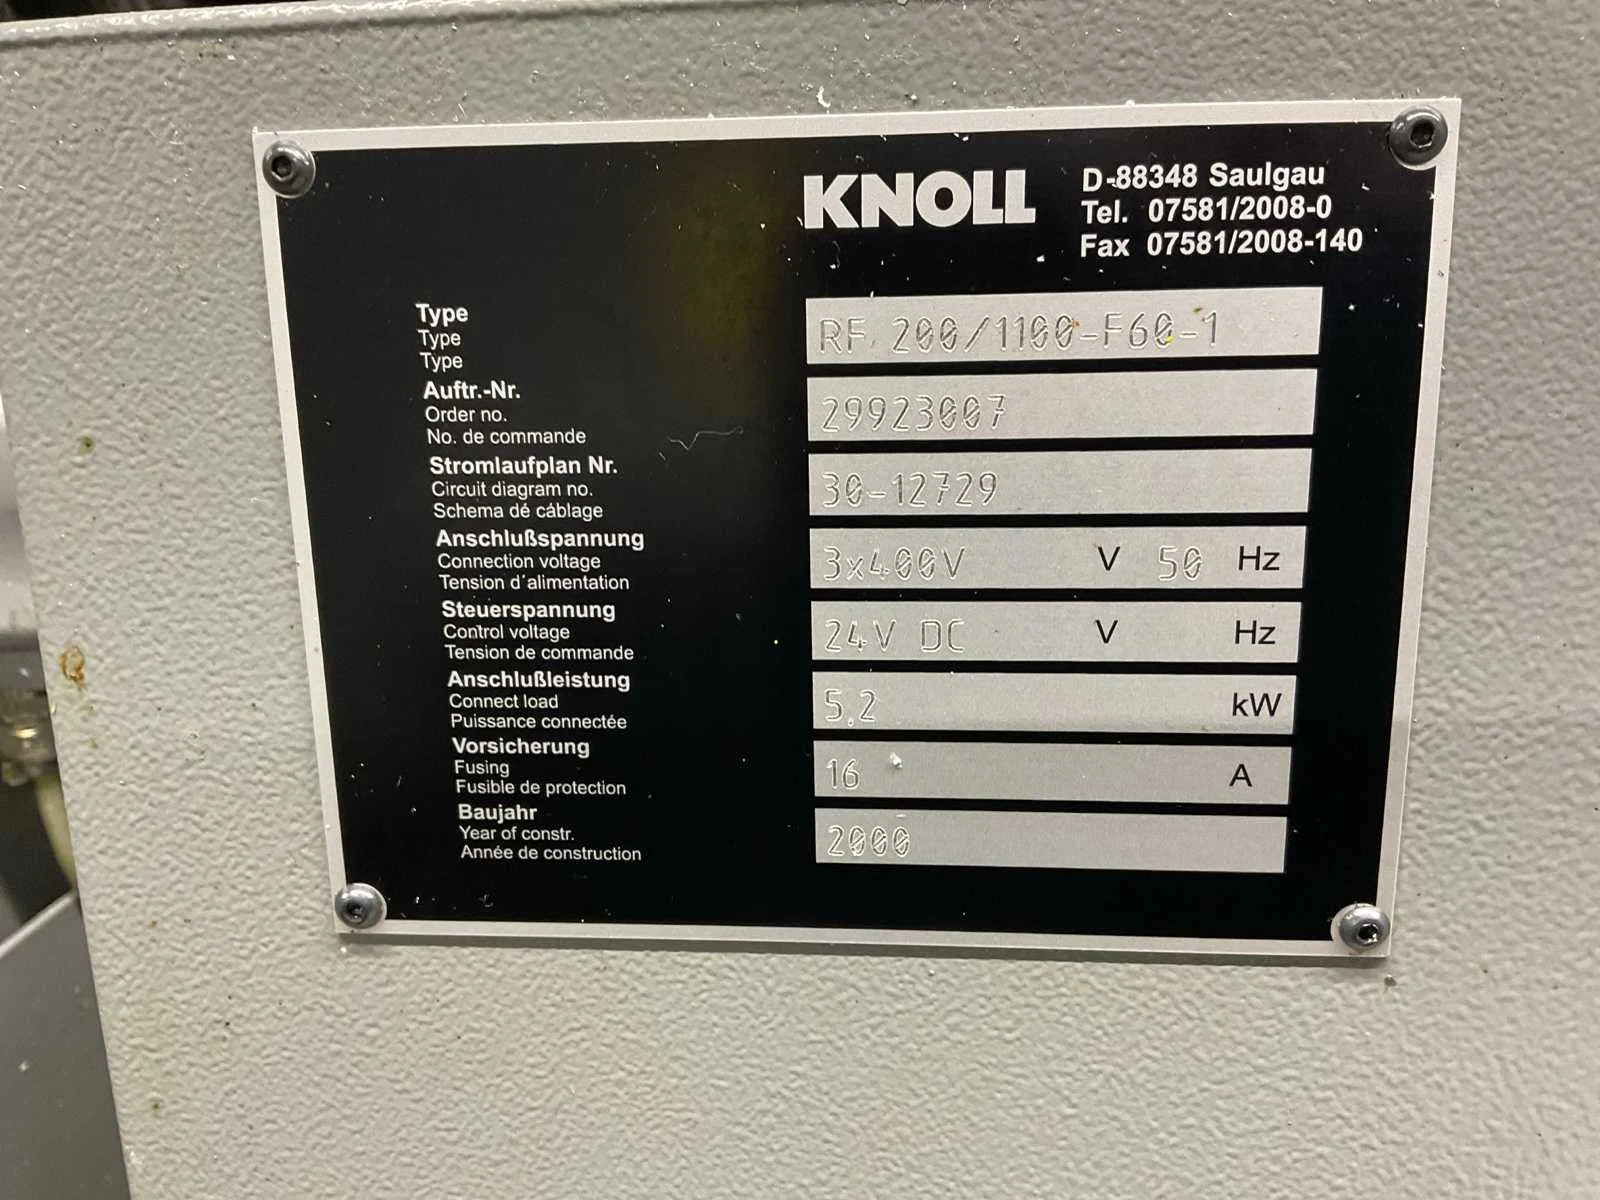 KNOLL
D-88348 Saulgau
Tel. 07581/2008-0
Fax 07581/2008-140
Type
Type
Type
RF 200/1100-F60-1
Auftr.-Nr.
Order no.
No. de commande
29923007
Stromlaufplan Nr.
Circuit diagram no.
Schema dé câblage
30-12729
Anschlußspannung
Connection voltage
Tension d´alimentation
3x400V V 50 Hz
Steuerspannung
Control voltage
Tension de commande
24V DC V Hz
Anschlußleistung
Connect load
Puissance connectée
5.2 kW
Vorsicherung
Fusing
Fusible de protection
16 A
Baujahr
Year of constr.
Année de construction
2000